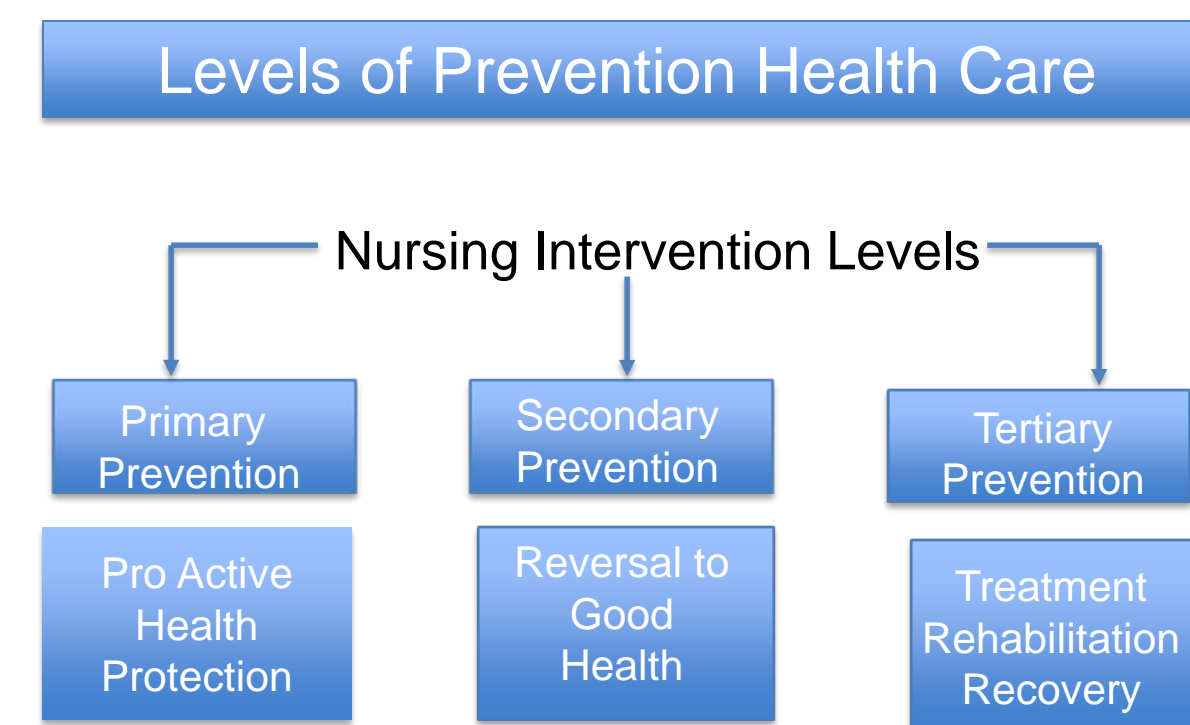 Levels of Prevention Health Care
Nursing Intervention Levels
Primary
Prevention
Secondary
Prevention
Tertiary
Prevention
Pro Active
Health
Protection
Reversal to
Good
Health
Treatment
Rehabilitation
Recovery